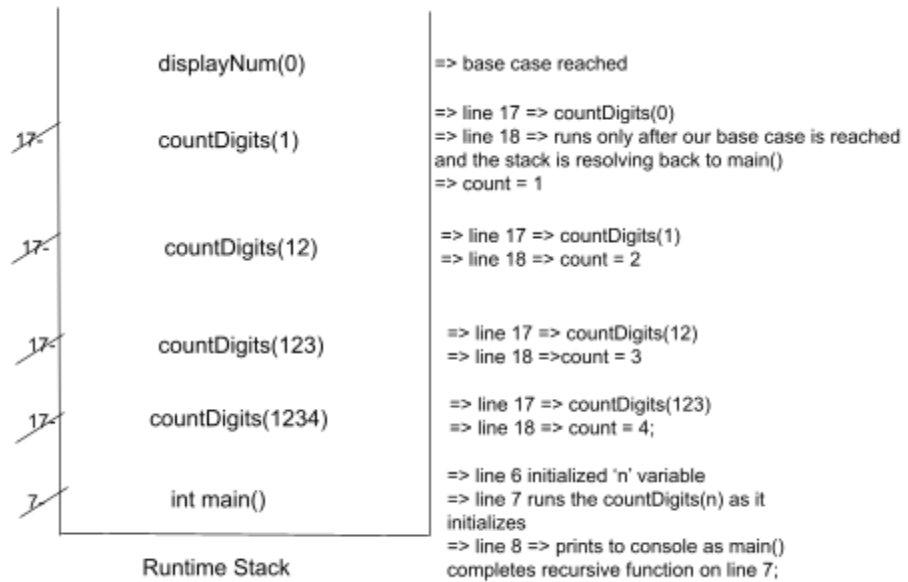 displayNum(0)
=> base case reached
17-
countDigits(1)
=> line 17 => countDigits(0)
=> line 18 => runs only after our base case is reached
and the stack is resolving back to main()
=> count = 1
17-
countDigits(12)
=> line 17 => countDigits(1)
=> line 18 => count = 2
17-
countDigits(123)
=> line 17 => countDigits(12)
=> line 18 =>count = 3
17-
countDigits(1234)
=> line 17 => countDigits(123)
=> line 18 => count = 4;
7-
int main()
=> line 6 initialized ‘n’ variable
=> line 7 runs the countDigits(n) as it
initializes
=> line 8 => prints to console as main()
completes recursive function on line 7;
Runtime Stack